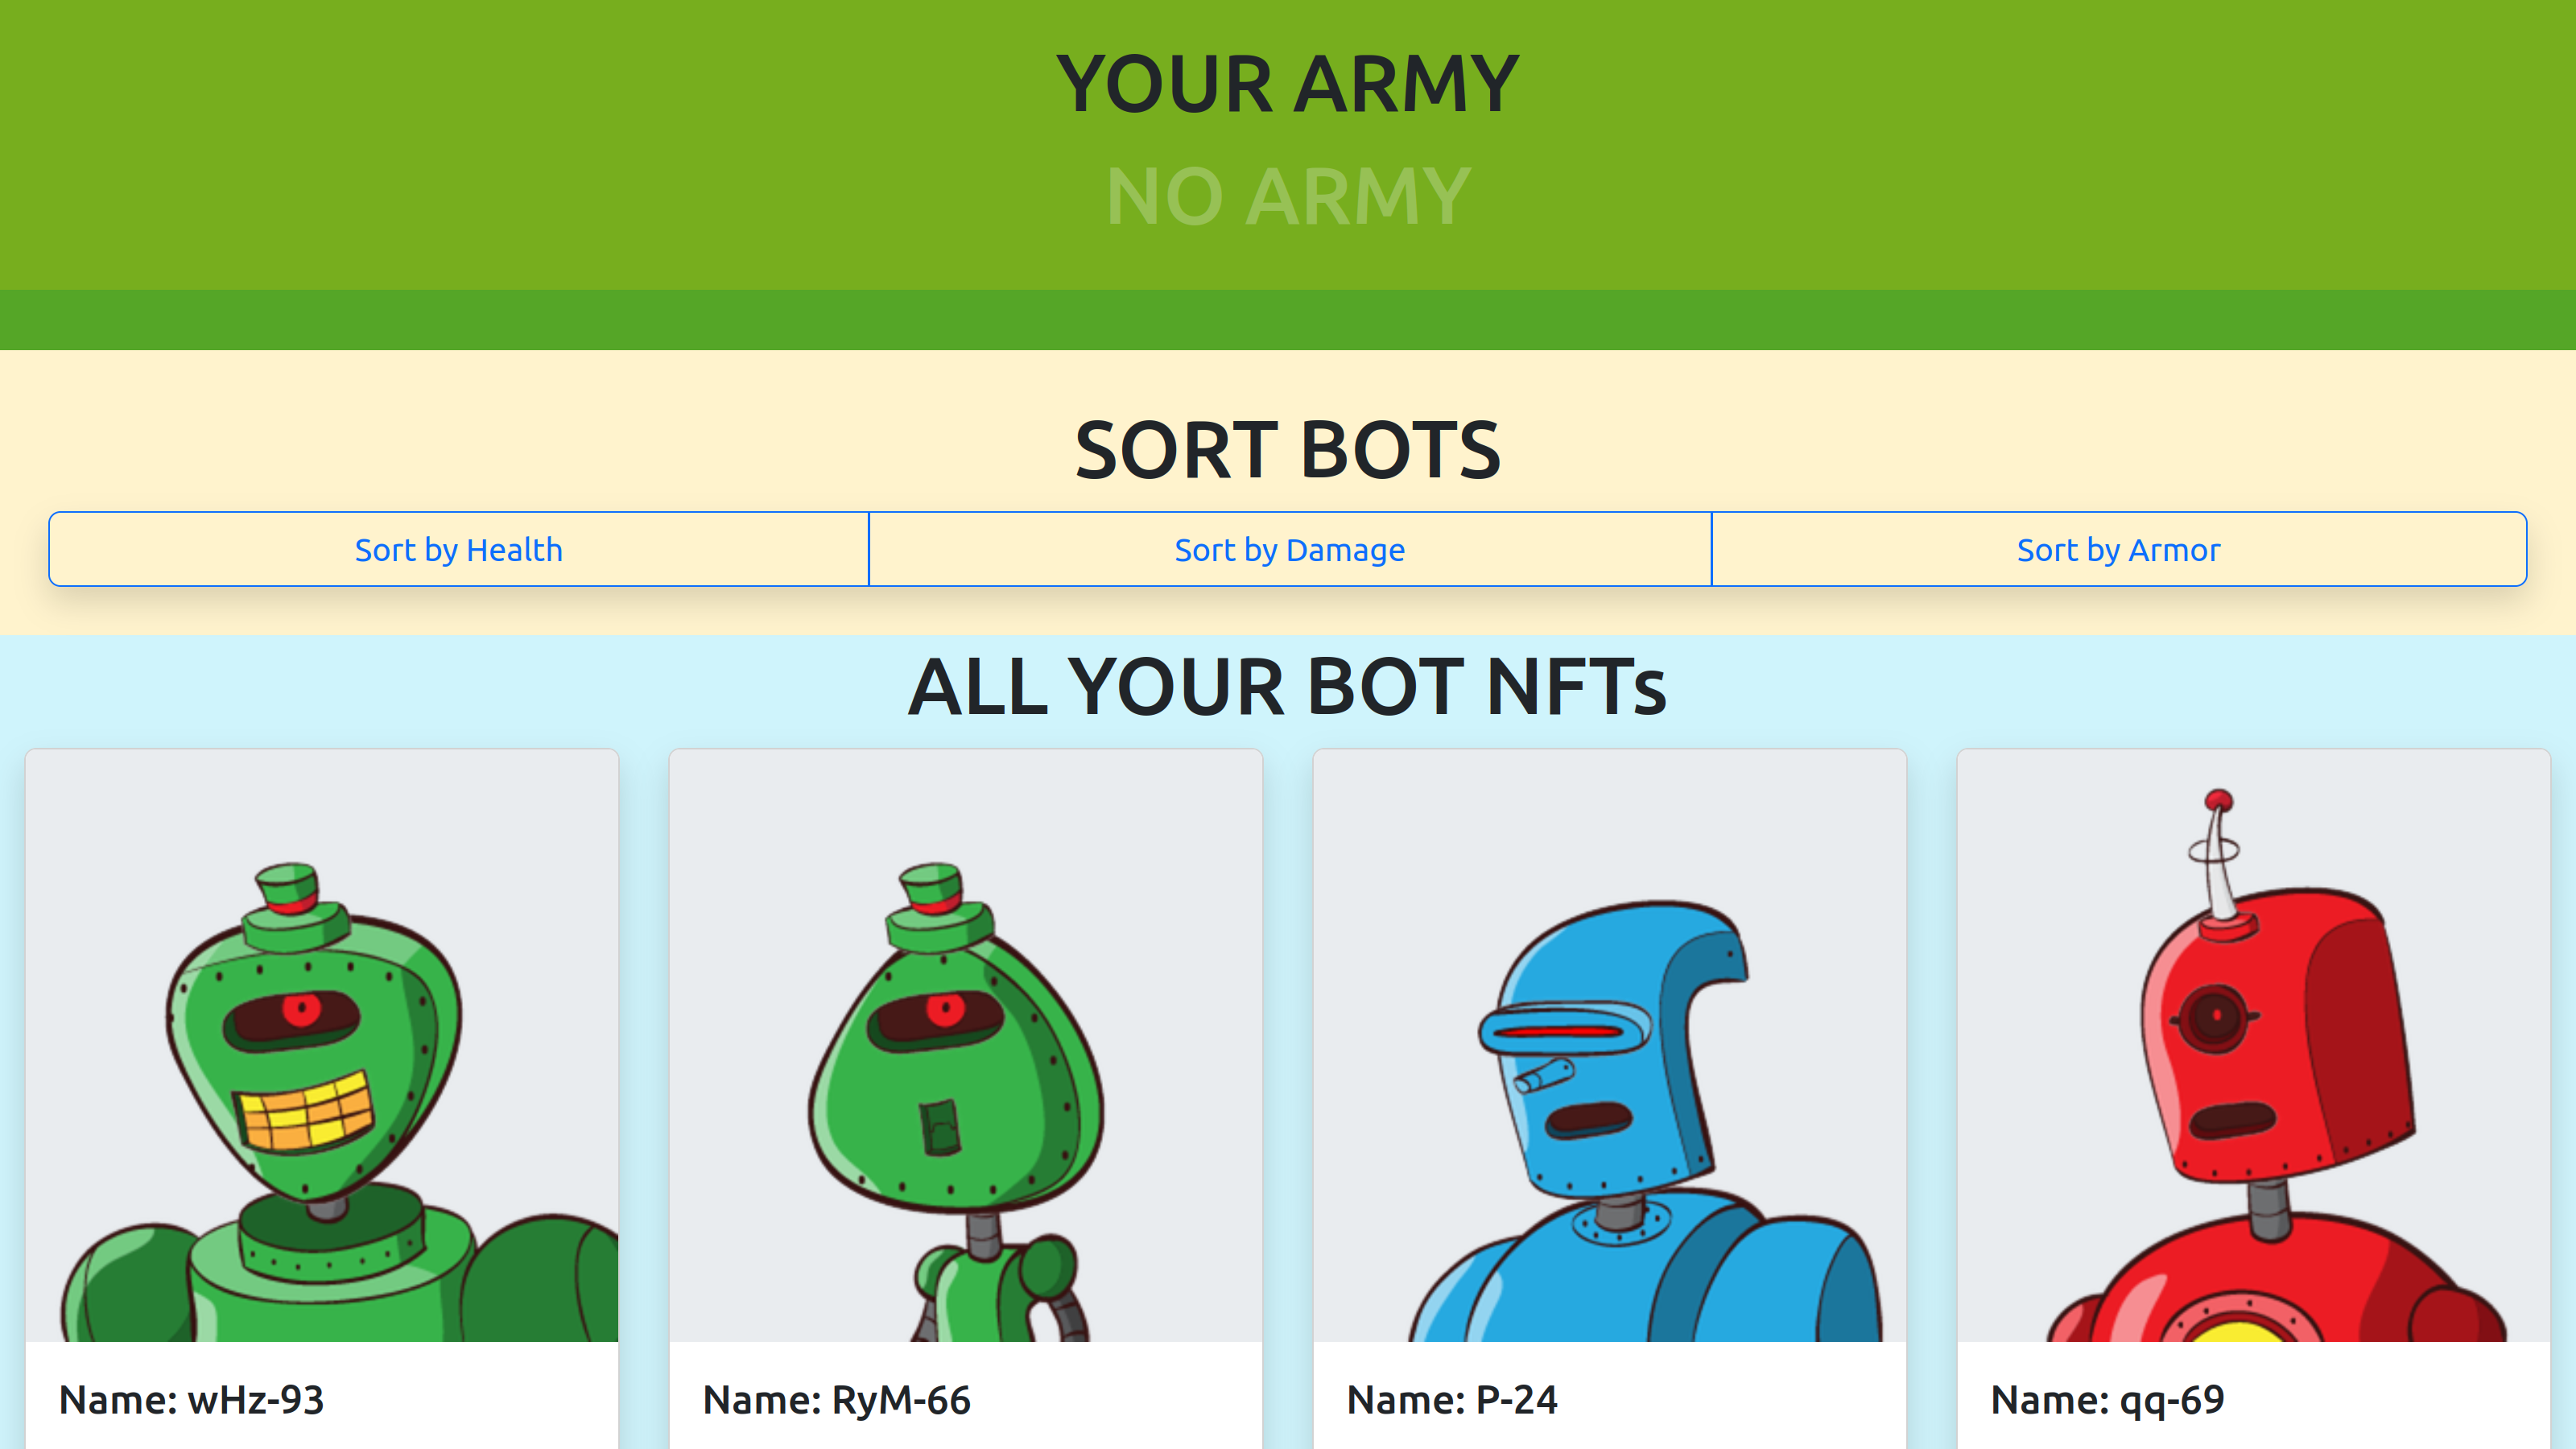 YOUR ARMY
NO ARMY
SORT BOTS
Sort by Health
Sort by Damage
Sort by Armor
ALL YOUR BOT NFTs
Name: wHz-93
Name: RyM-66
Name: P-24
Name: qq-69